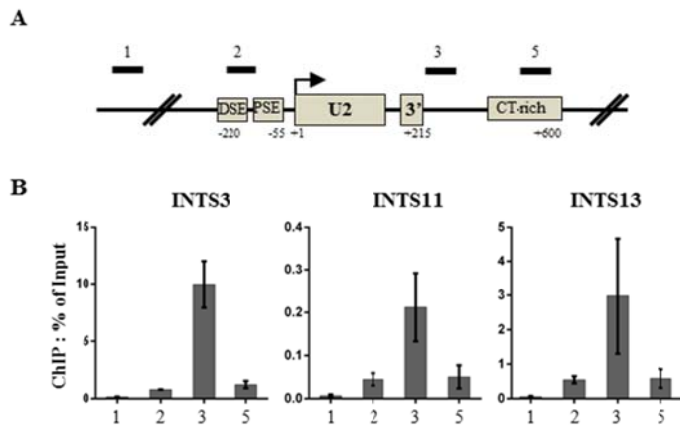 A
1 2 3 5
DSE PSE U2 3' CT-rich
-220 -55 +1 +215 +600
B
INTS3 INTS11 INTS13
ChIP : % of Input
15 10 5 0
0.4 0.3 0.2 0.1 0.0
5 4 3 2 1 0
1 2 3 5 1 2 3 5 1 2 3 5